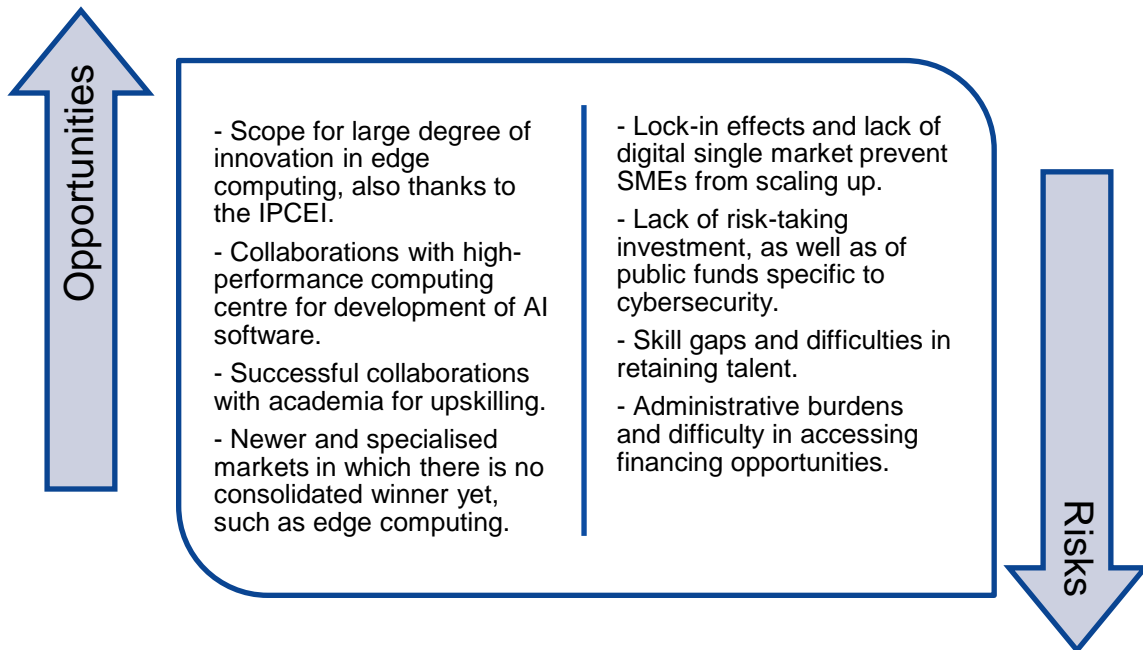 Opportunities
- Scope for large degree of
innovation in edge
computing, also thanks to
the IPCEI.
- Collaborations with high-
performance computing
centre for development of AI
software.
- Successful collaborations
with academia for upskilling.
- Newer and specialised
markets in which there is no
consolidated winner yet,
such as edge computing.
- Lock-in effects and lack of
digital single market prevent
SMEs from scaling up.
- Lack of risk-taking
investment, as well as of
public funds specific to
cybersecurity.
- Skill gaps and difficulties in
retaining talent.
- Administrative burdens
and difficulty in accessing
financing opportunities.
Risks